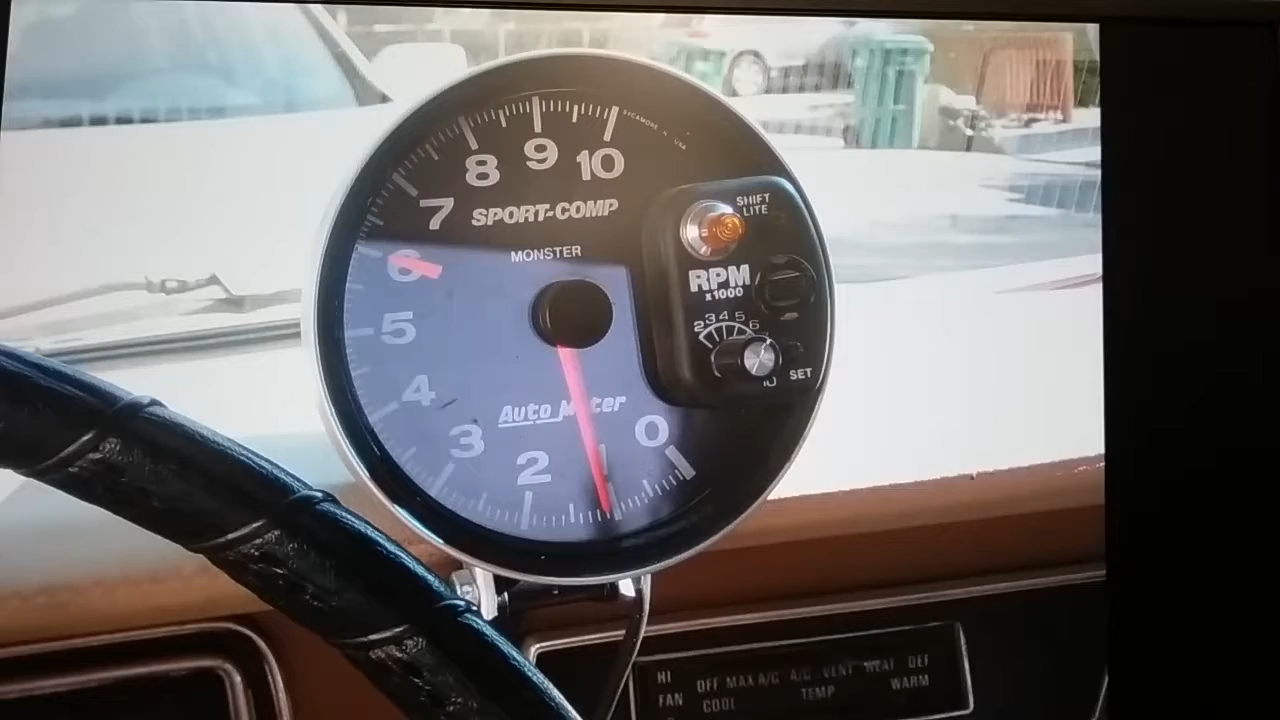 SYCAMORE IL USA
8 9 10
7
SPORT-COMP
SHIFT
LITE
MONSTER
6
RPM
x1000
2 3 4 5 6
5
10
SET
4
Auto Meter
3
0
2
HI
FAN
OFF MAX A/C A/C VENT HEAT DEF
COOL TEMP WARM